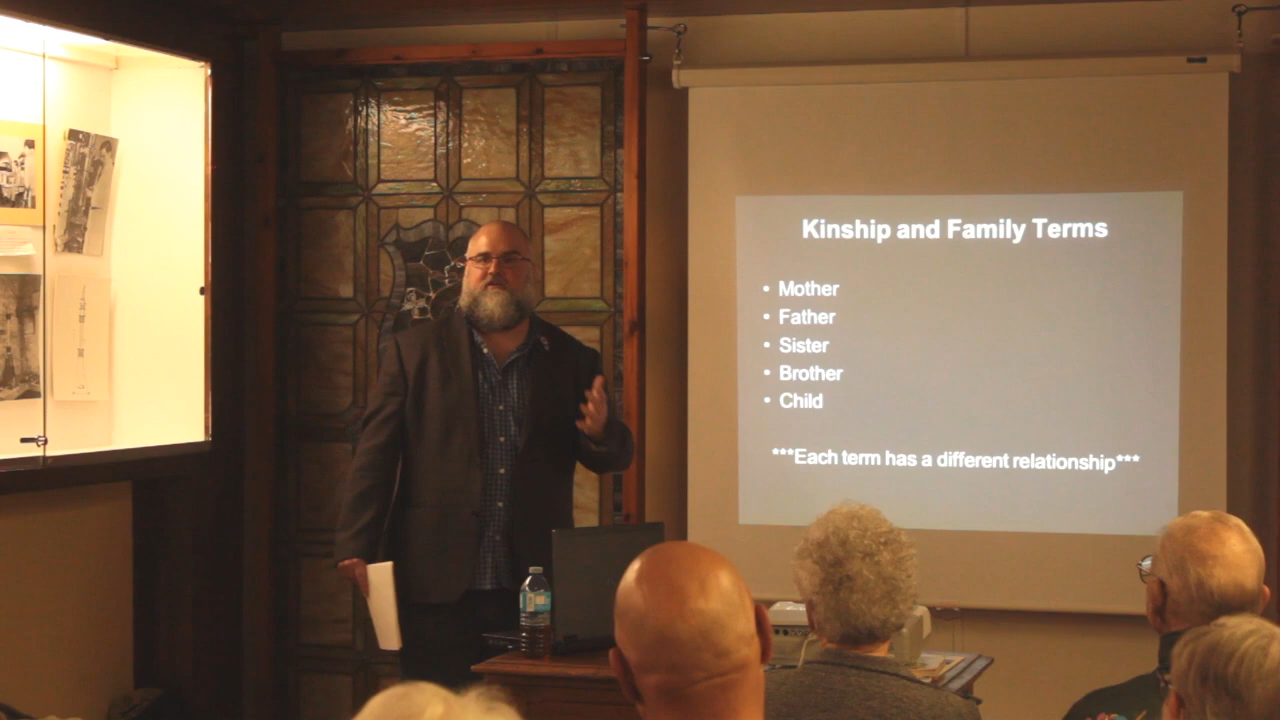 Kinship and Family Terms
• Mother
• Father
• Sister
• Brother
• Child
***Each term has a different relationship***